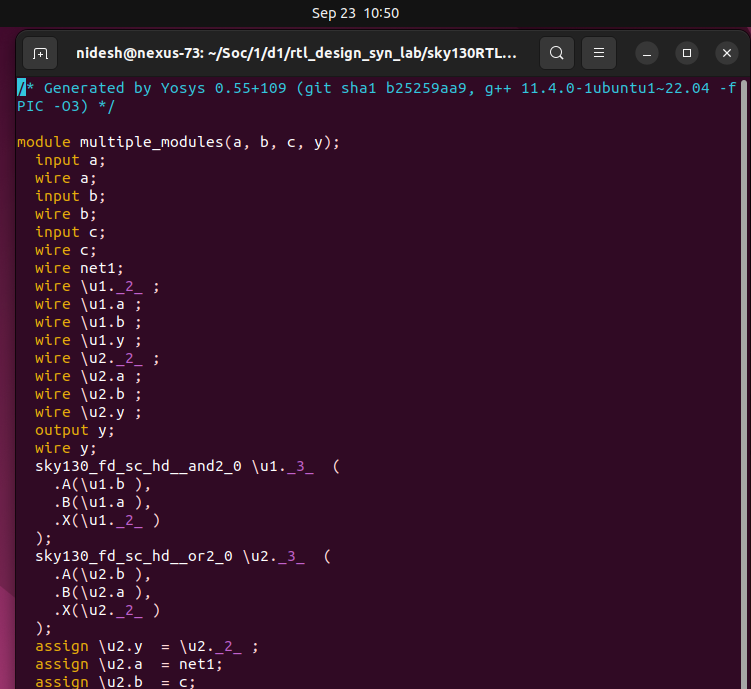 Sep 23 10:50
nidesh@nexus-73: ~/Soc/1/d1/rtl_design_syn_lab/sky130RTL...
/* Generated by Yosys 0.55+109 (git sha1 b25259aa9, g++ 11.4.0-1ubuntu1~22.04 -f
PIC -O3) */
module multiple_modules(a, b, c, y);
  input a;
  wire a;
  input b;
  wire b;
  input c;
  wire c;
  wire net1;
  wire \u1._2_ ;
  wire \u1.a ;
  wire \u1.b ;
  wire \u1.y ;
  wire \u2._2_ ;
  wire \u2.a ;
  wire \u2.b ;
  wire \u2.y ;
  output y;
  wire y;
  sky130_fd_sc_hd__and2_0 \u1._3_  (
    .A(\u1.b ),
    .B(\u1.a ),
    .X(\u1._2_ )
  );
  sky130_fd_sc_hd__or2_0 \u2._3_  (
    .A(\u2.b ),
    .B(\u2.a ),
    .X(\u2._2_ )
  );
  assign \u2.y  = \u2._2_ ;
  assign \u2.a  = net1;
  assign \u2.b  = c;